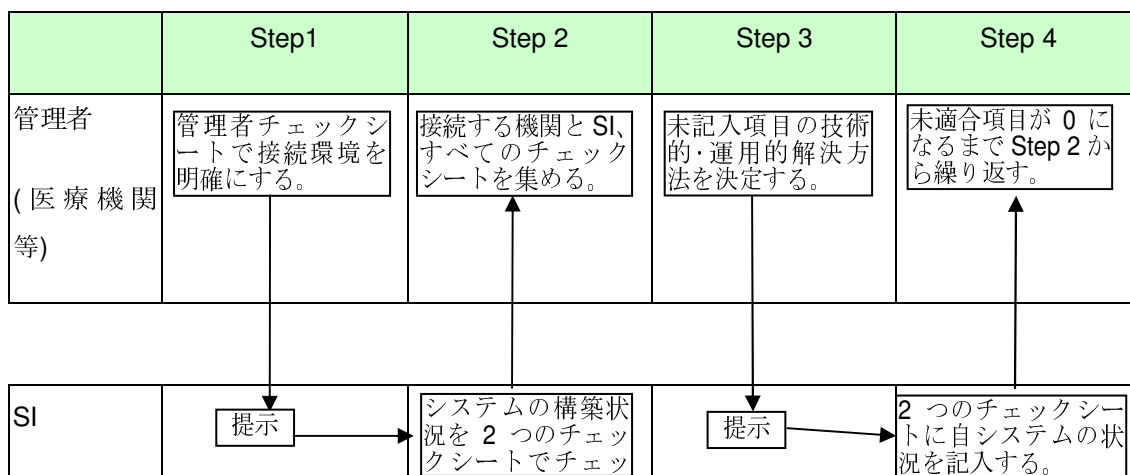 Step1
Step 2
Step 3
Step 4
管理者
(医療機関
等)
管理者チェックシ
ートで接続環境を
明確にする。
接続する機関と SI、
すべてのチェック
シートを集める。
未記入項目の技術
的・運用的解決方
法を決定する。
未適合項目が 0 に
なるまで Step 2 か
ら繰り返す。
SI
提示
システムの構築状
況を 2 つのチェッ
クシートでチェッ
提示
2 つのチェックシー
トに自システムの状
況を記入する。